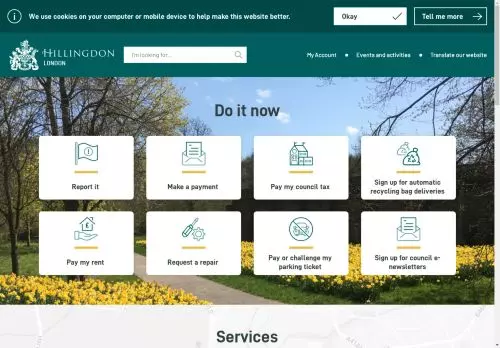 We use cookies on your computer or mobile device to help make this website better.
Okay
Tell me more
HILLINGDON
LONDON
I'm looking for...
My Account
Events and activities
Translate our website
Do it now
Report it
Make a payment
Pay my council tax
Sign up for automatic
recycling bag deliveries
Pay my rent
Request a repair
Pay or challenge my
parking ticket
Sign up for council e-
newsletters
Services